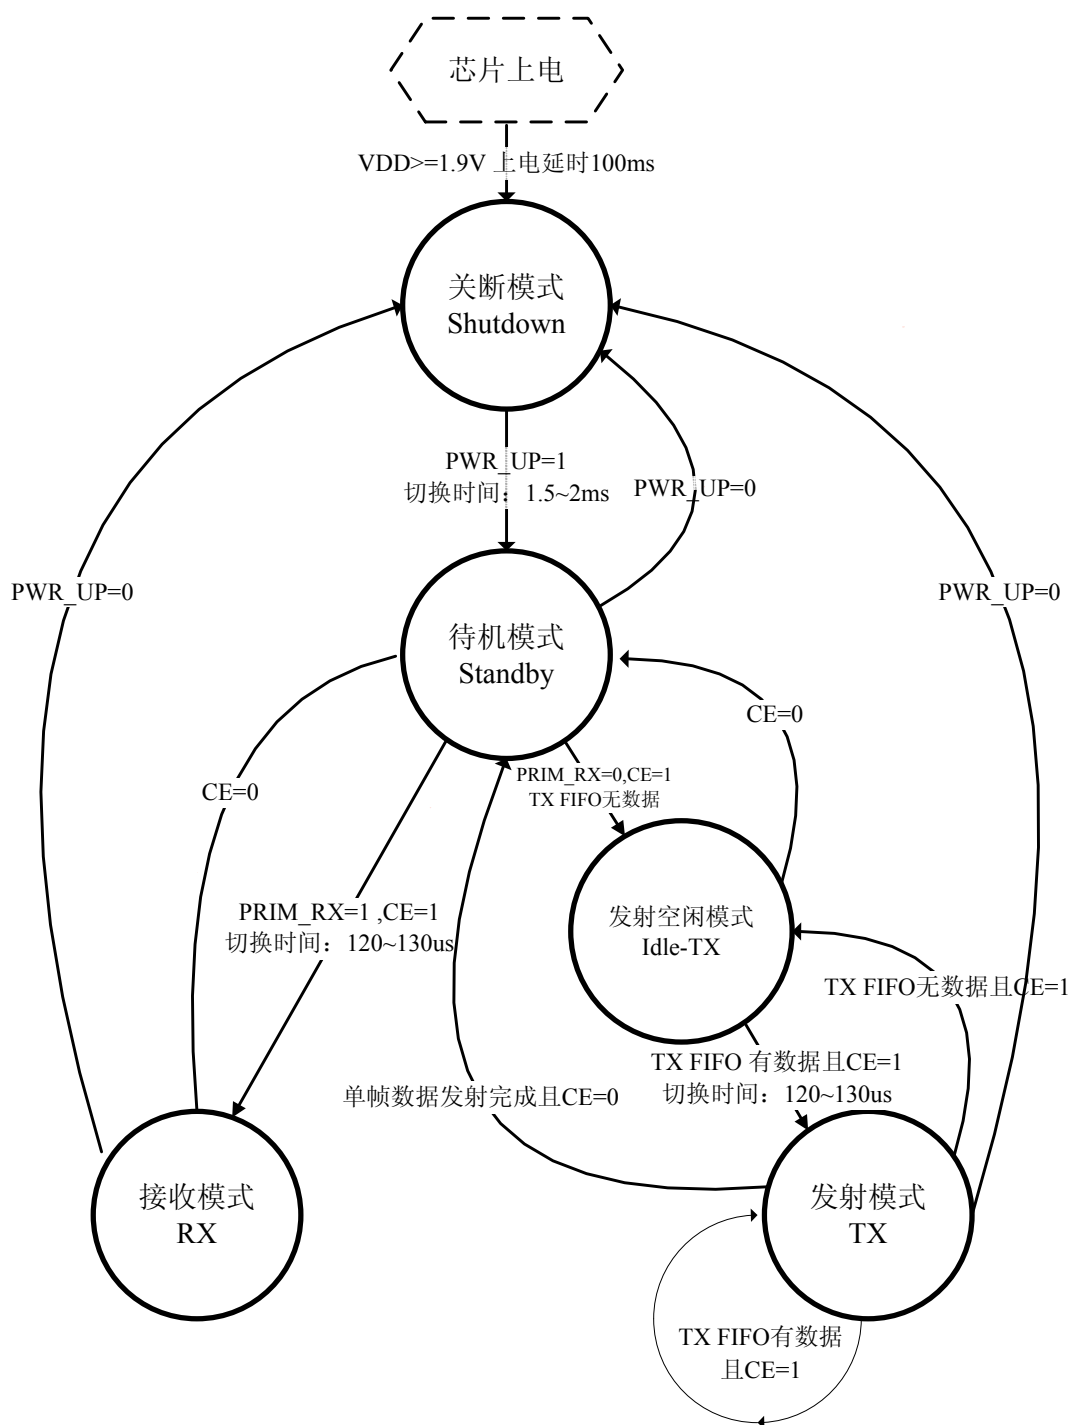 芯片上电
VDD>=1.9V 上电延时100ms
关断模式
Shutdown
PWR_UP=1
切换时间：1.5~2ms
PWR_UP=0
PWR_UP=0
PWR_UP=0
待机模式
Standby
CE=0
CE=0
PRIM_RX=0,CE=1
TX FIFO无数据
PRIM_RX=1 ,CE=1
切换时间：120~130us
发射空闲模式
Idle-TX
TX FIFO无数据且CE=1
TX FIFO 有数据且CE=1
切换时间：120~130us
单帧数据发射完成且CE=0
接收模式
RX
发射模式
TX
TX FIFO有数据
且CE=1